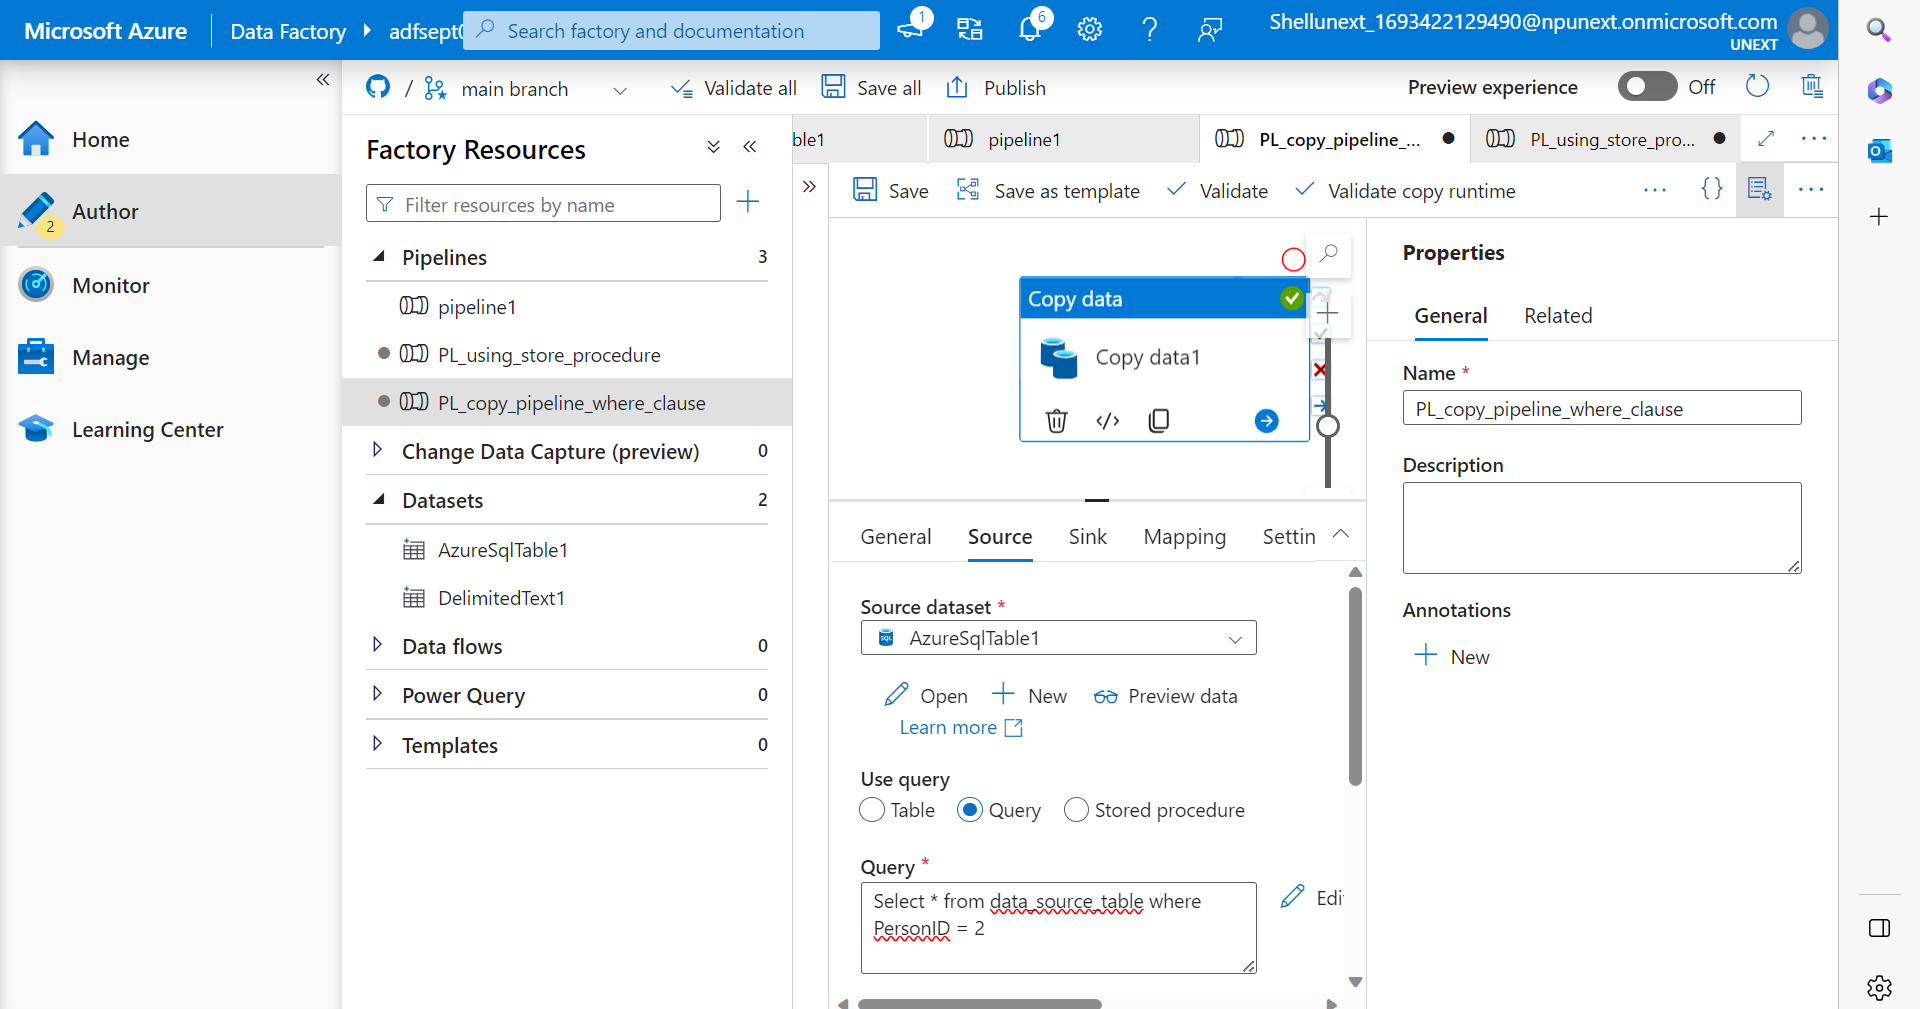 Microsoft Azure
Data Factory
adfsept0
Search factory and documentation
1
6
Shellunext_1693422129490@npunext.onmicrosoft.com
UNEXT
Home
Author
2
Monitor
Manage
Learning Center
/
main branch
Validate all
Save all
Publish
Preview experience
Off
Factory Resources
Filter resources by name
Pipelines 3
pipeline1
PL_using_store_procedure
PL_copy_pipeline_where_clause
Change Data Capture (preview) 0
Datasets 2
AzureSqlTable1
DelimitedText1
Data flows 0
Power Query 0
Templates 0
ble1
pipeline1
PL_copy_pipeline_...
PL_using_store_pro...
Save
Save as template
Validate
Validate copy runtime
Copy data
Copy data1
General
Source
Sink
Mapping
Settin
Source dataset *
SQL
AzureSqlTable1
Open
New
Preview data
Learn more
Use query
Table
Query
Stored procedure
Query *
Select * from data_source_table where
PersonID = 2
Edi
Properties
General
Related
Name *
PL_copy_pipeline_where_clause
Description
Annotations
New